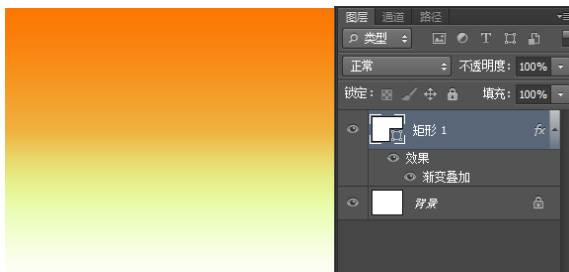 图层 通道 路径
类型
T
正常 不透明度: 100%
锁定: 填充: 100%
矩形 1 fx
效果
渐变叠加
背景